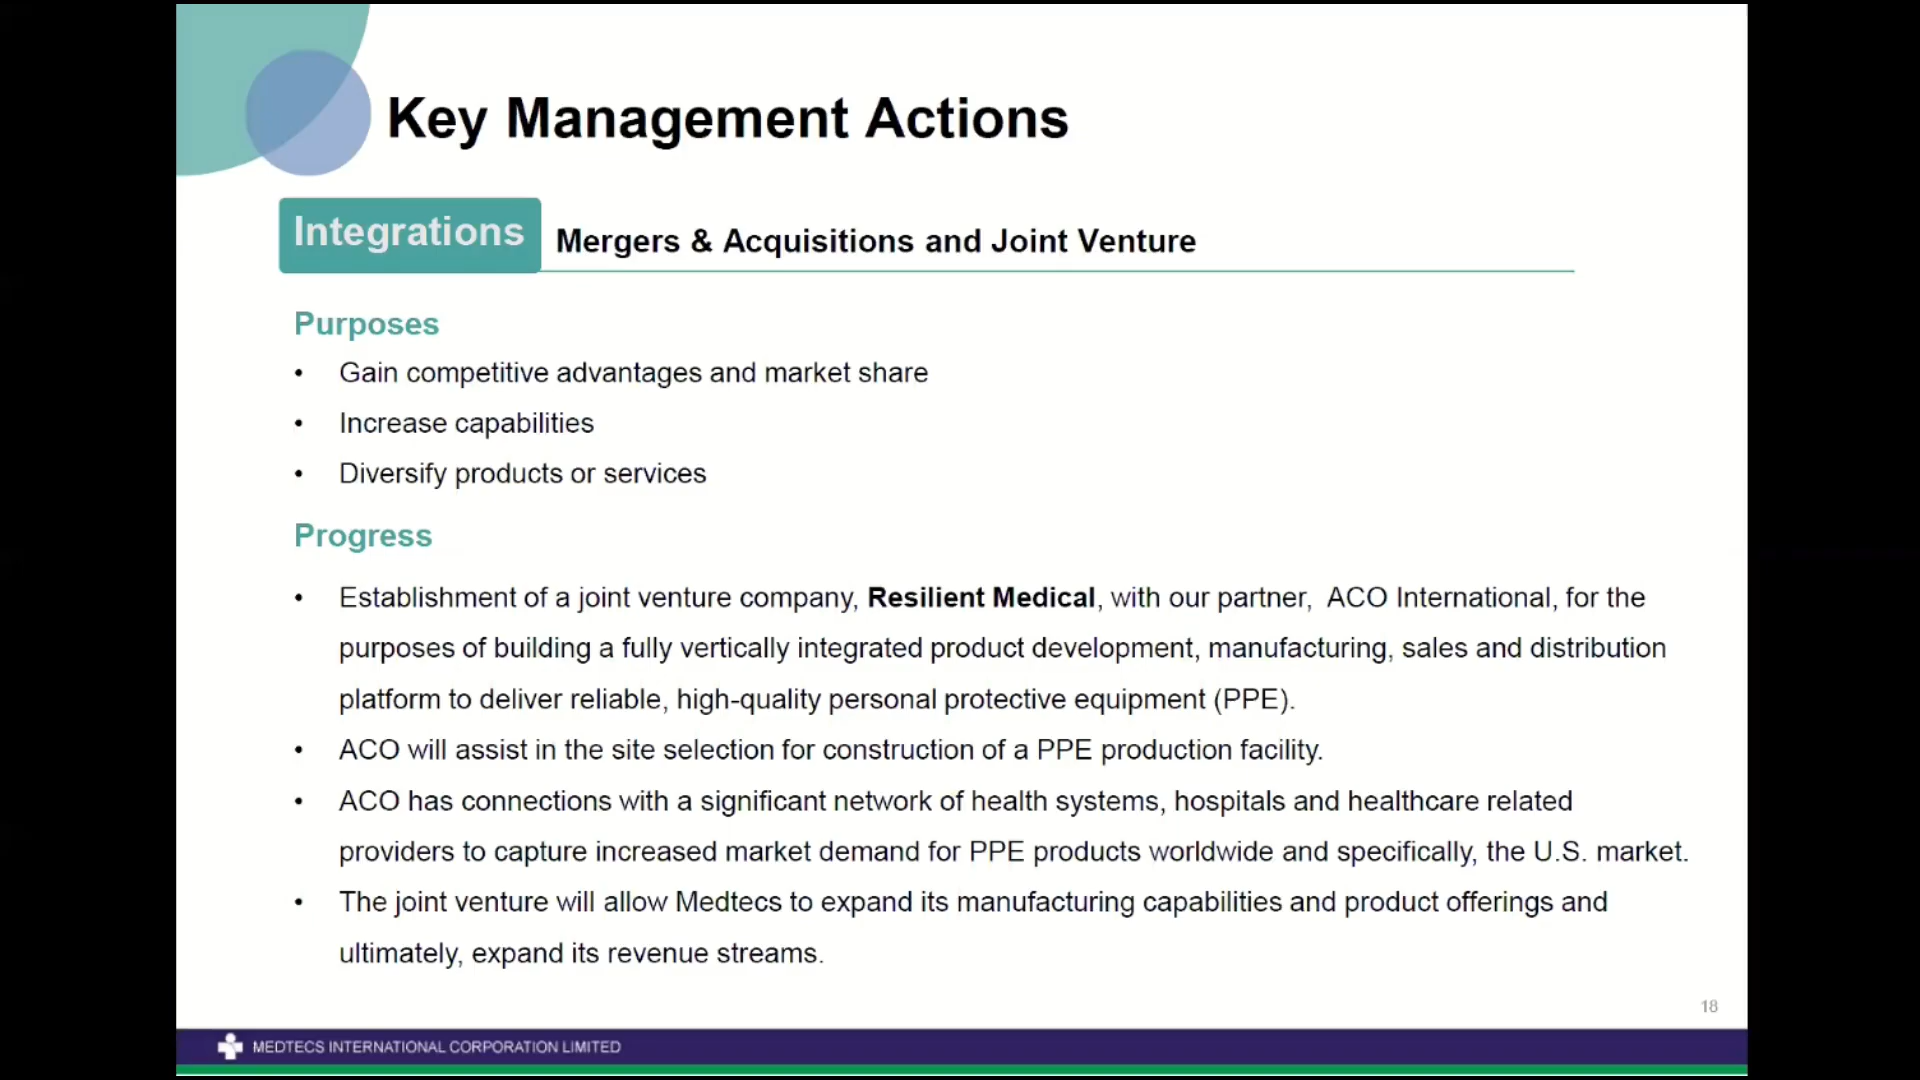 Key Management Actions
Integrations
Mergers & Acquisitions and Joint Venture
Purposes
• Gain competitive advantages and market share
• Increase capabilities
• Diversify products or services
Progress
• Establishment of a joint venture company, Resilient Medical, with our partner, ACO International, for the
purposes of building a fully vertically integrated product development, manufacturing, sales and distribution
platform to deliver reliable, high-quality personal protective equipment (PPE).
• ACO will assist in the site selection for construction of a PPE production facility.
• ACO has connections with a significant network of health systems, hospitals and healthcare related
providers to capture increased market demand for PPE products worldwide and specifically, the U.S. market.
• The joint venture will allow Medtecs to expand its manufacturing capabilities and product offerings and
ultimately, expand its revenue streams.
18
MEDTECS INTERNATIONAL CORPORATION LIMITED